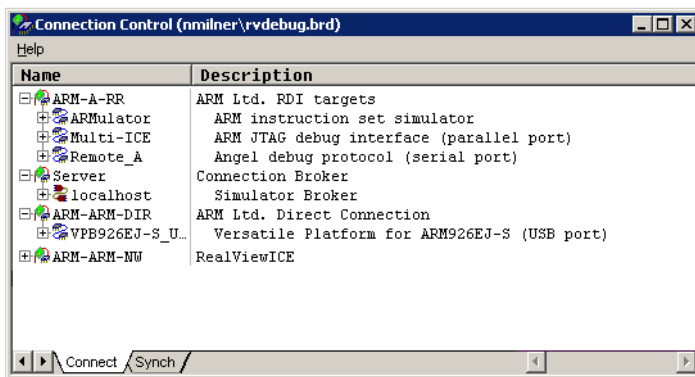 Connection Control (nmilner\rvdebug.brd)
Help
Name Description
ARM-A-RR ARM Ltd. RDI targets
ARMulator ARM instruction set simulator
Multi-ICE ARM JTAG debug interface (parallel port)
Remote_A Angel debug protocol (serial port)
Server Connection Broker
localhost Simulator Broker
ARM-ARM-DIR ARM Ltd. Direct Connection
VPB926EJ-S_U... Versatile Platform for ARM926EJ-S (USB port)
ARM-ARM-NW RealViewICE
Connect Synch